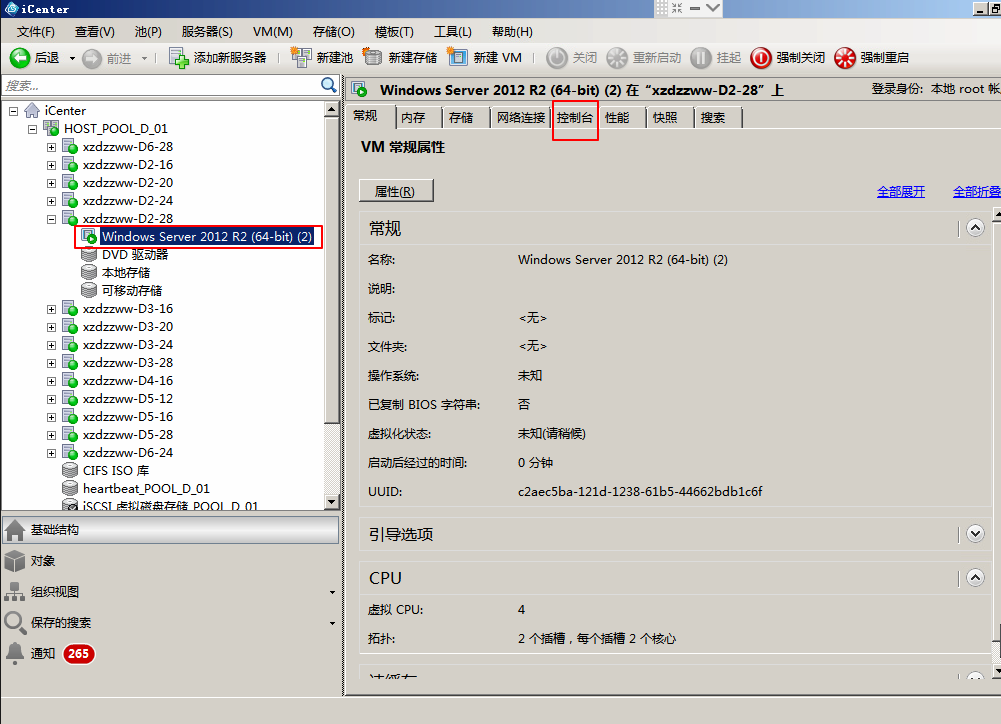 iCenter
文件(F) 查看(V) 池(P) 服务器(S) VM(M) 存储(O) 模板(T) 工具(L) 帮助(H)
后退 前进 添加新服务器 新建池 新建存储 新建 VM 关闭 重新启动 挂起 强制关闭 强制重启
搜索...
iCenter
HOST_POOL_D_01
xzdzzww-D6-28
xzdzzww-D2-16
xzdzzww-D2-20
xzdzzww-D2-24
xzdzzww-D2-28
Windows Server 2012 R2 (64-bit) (2)
DVD 驱动器
本地存储
可移动存储
xzdzzww-D3-16
xzdzzww-D3-20
xzdzzww-D3-24
xzdzzww-D3-28
xzdzzww-D4-16
xzdzzww-D5-12
xzdzzww-D5-16
xzdzzww-D5-28
xzdzzww-D6-24
CIFS ISO 库
heartbeat_POOL_D_01
iSCSI 虚拟磁盘存储_POOL_D_01
基础结构
对象
组织视图
保存的搜索
通知 265
Windows Server 2012 R2 (64-bit) (2) 在 “xzdzzww-D2-28” 上 登录身份: 本地 root 帐
常规 内存 存储 网络连接 控制台 性能 快照 搜索
VM 常规属性
属性(R) 全部展开 全部折叠
常规
名称: Windows Server 2012 R2 (64-bit) (2)
说明:
标记: <无>
文件夹: <无>
操作系统: 未知
已复制 BIOS 字符串: 否
虚拟化状态: 未知(请稍候)
启动后经过的时间: 0 分钟
UUID: c2aec5ba-121d-1238-61b5-44662bdb1c6f
引导选项
CPU
虚拟 CPU: 4
拓扑: 2 个插槽，每个插槽 2 个核心